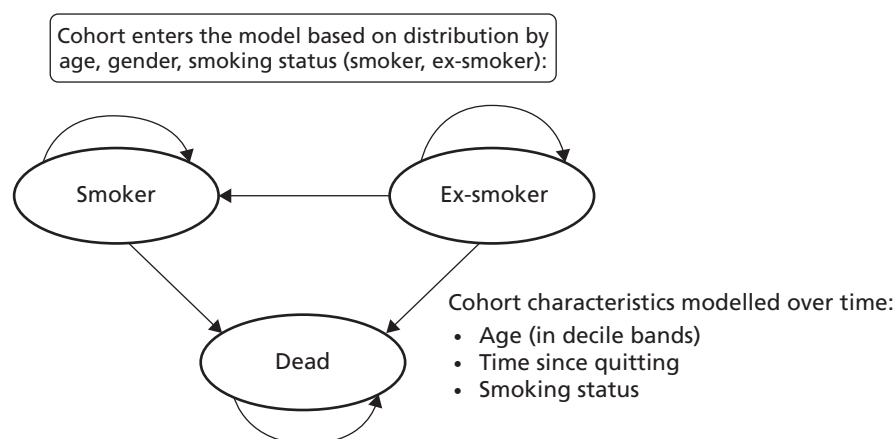 Cohort enters the model based on distribution by
age, gender, smoking status (smoker, ex-smoker):
Smoker
Ex-smoker
Dead
Cohort characteristics modelled over time:
• Age (in decile bands)
• Time since quitting
• Smoking status